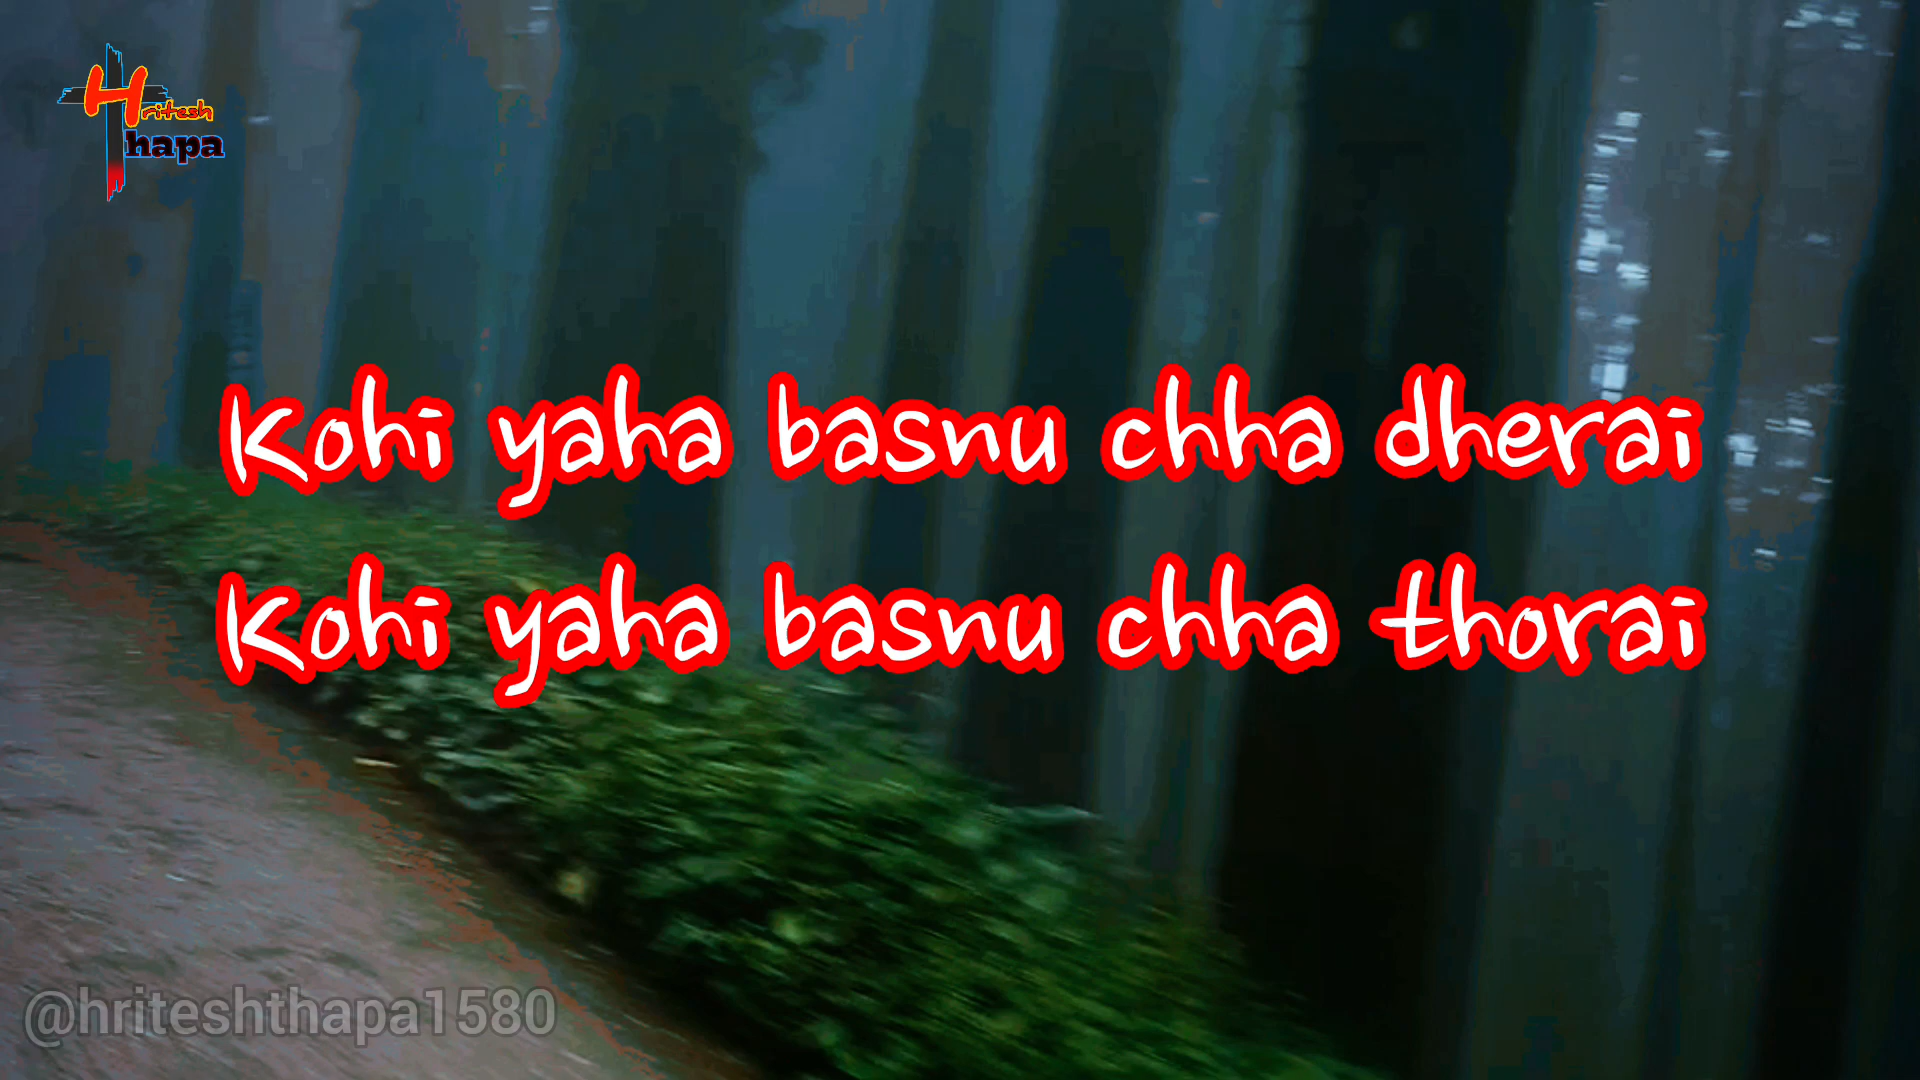 Hritesh
Thapa
Kohi yaha basnu chha dherai
Kohi yaha basnu chha thorai
@hriteshthapa1580